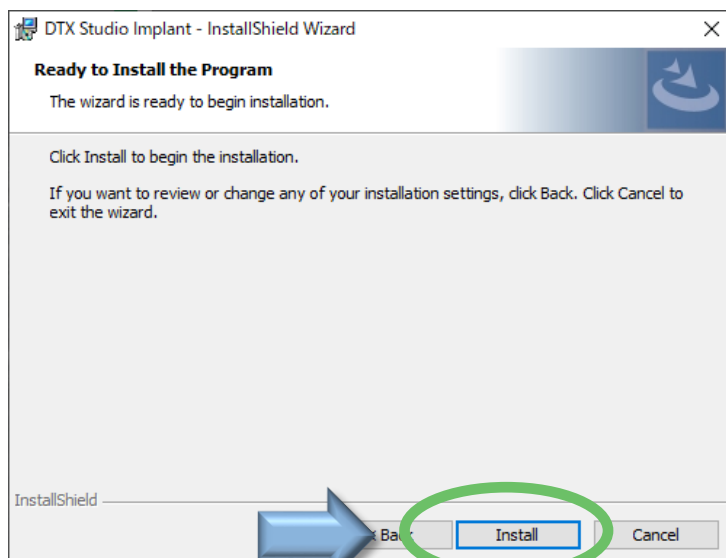 DTX Studio Implant - InstallShield Wizard
Ready to Install the Program
The wizard is ready to begin installation.
Click Install to begin the installation.
If you want to review or change any of your installation settings, click Back. Click Cancel to
exit the wizard.
InstallShield
Back Install Cancel